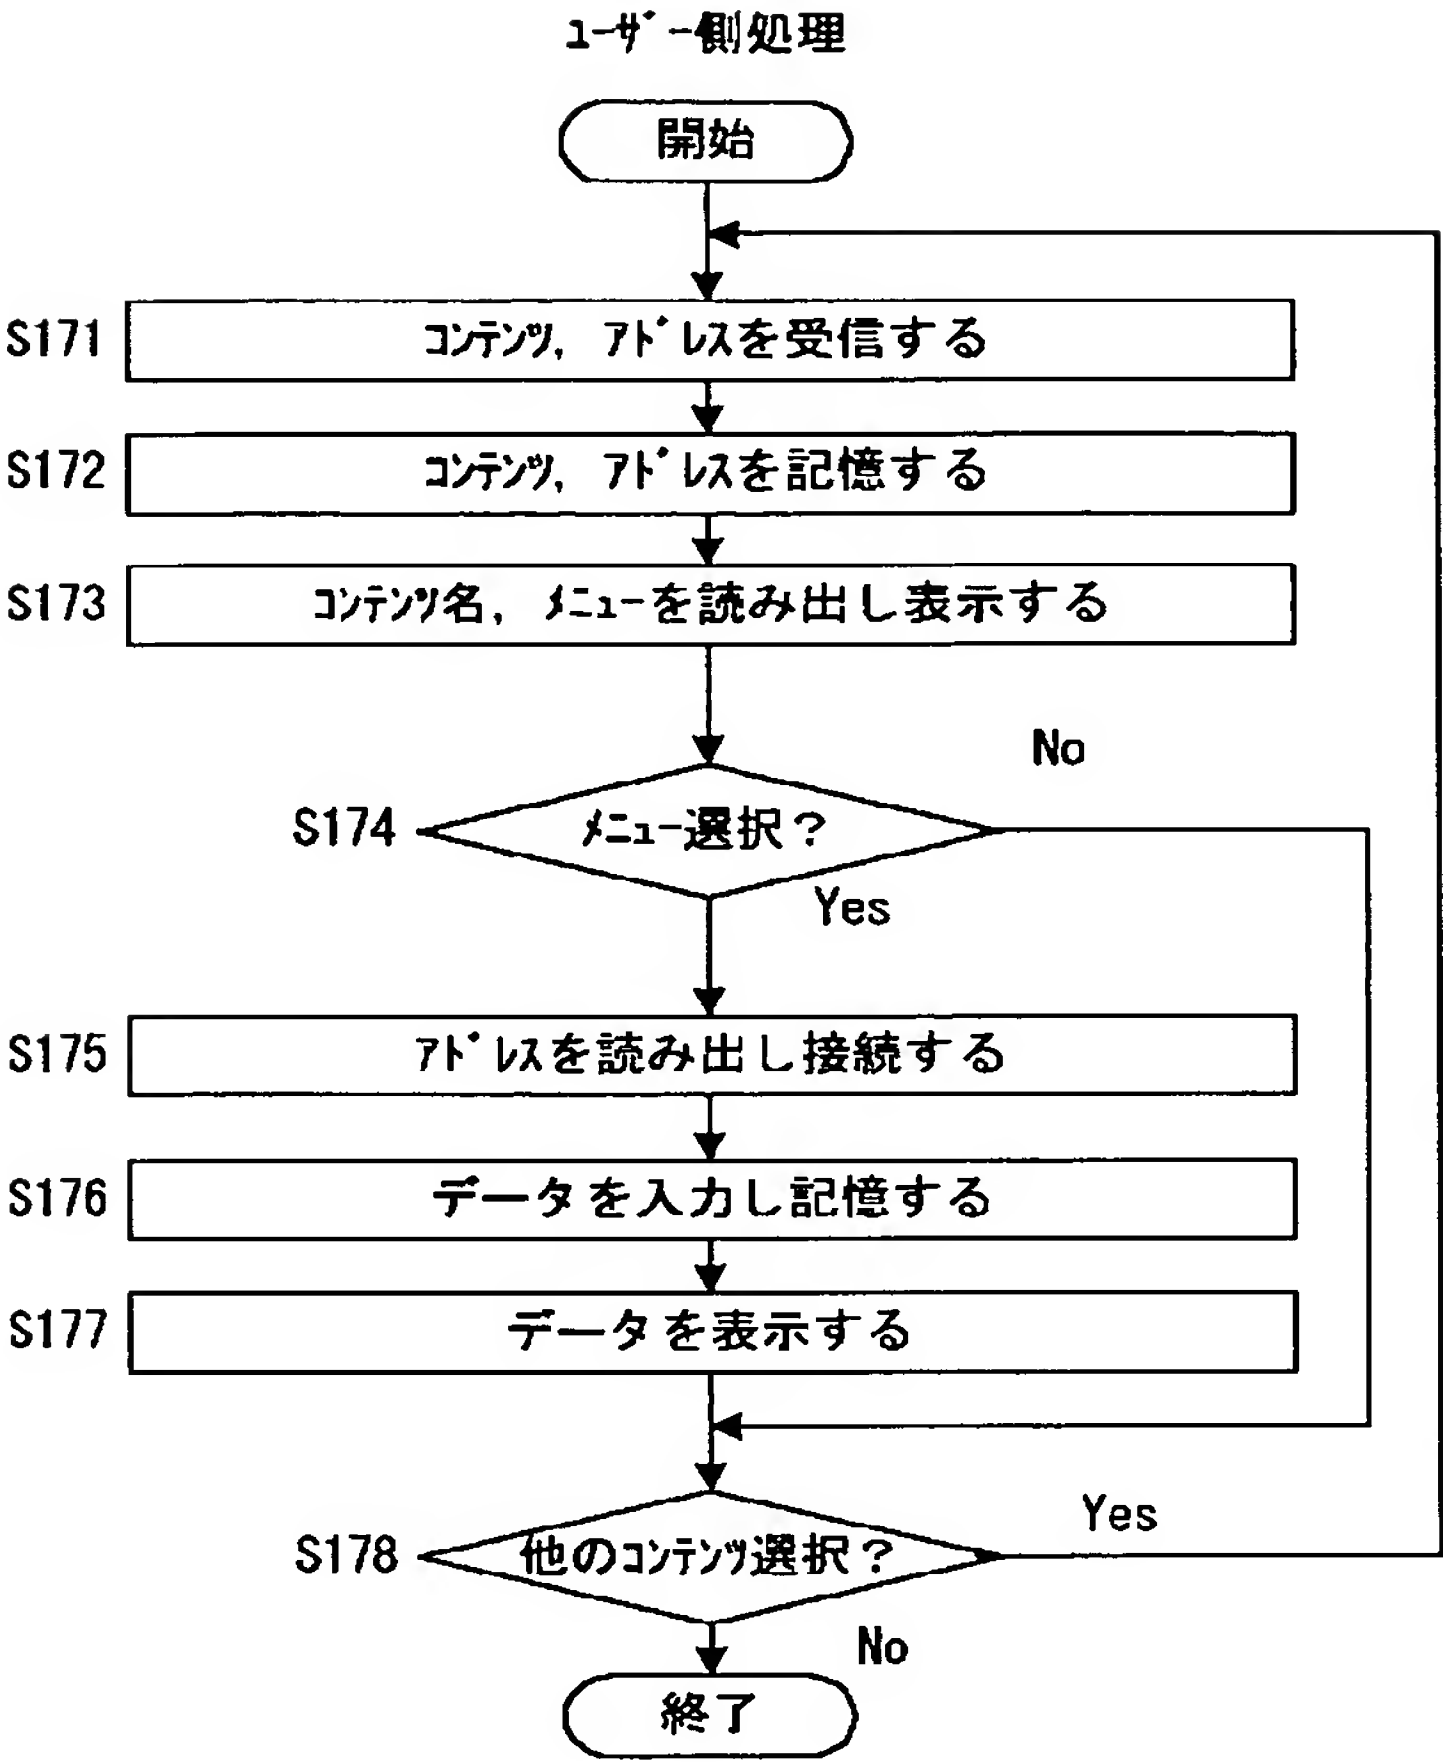 ユーザー側処理
開始
S171 コンテンツ, アドレスを受信する
S172 コンテンツ, アドレスを記憶する
S173 コンテンツ名, メニューを読み出し表示する
No
S174 メニュー選択?
Yes
S175 アドレスを読み出し接続する
S176 データを入力し記憶する
S177 データを表示する
Yes
S178 他のコンテンツ選択?
No
終了